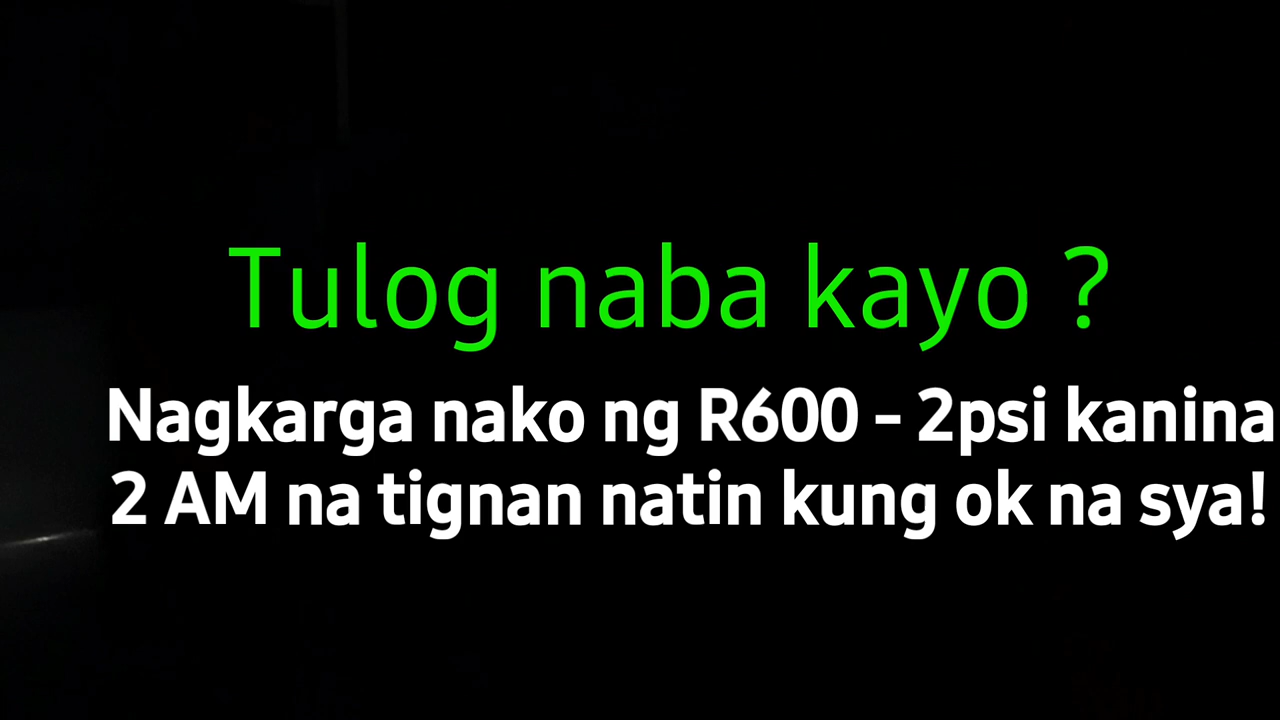 Tulog naba kayo ?
Nagkarga nako ng R600 - 2psi kanina
2 AM na tignan natin kung ok na sya!